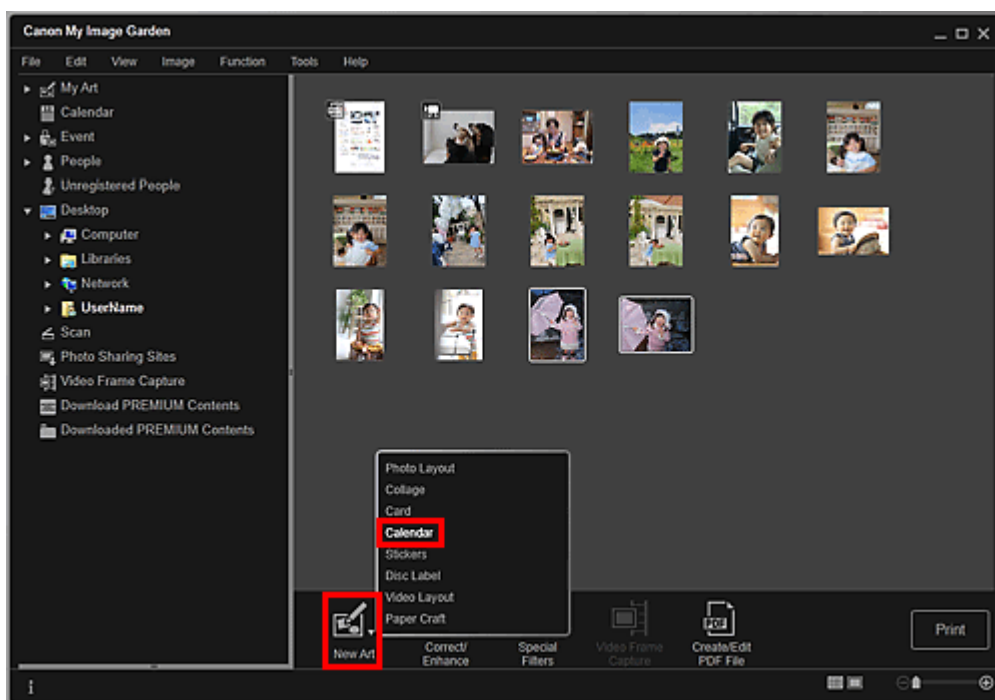 Canon My Image Garden
File Edit View Image Function Tools Help
My Art
Calendar
Event
People
Unregistered People
Desktop
Computer
Libraries
Network
UserName
Scan
Photo Sharing Sites
Video Frame Capture
Download PREMIUM Contents
Downloaded PREMIUM Contents
Photo Layout
Collage
Card
Calendar
Stickers
Disc Label
Video Layout
Paper Craft
New Art
Correct/
Enhance
Special
Filters
Video Frame
Capture
PDF
Create/Edit
PDF File
Print